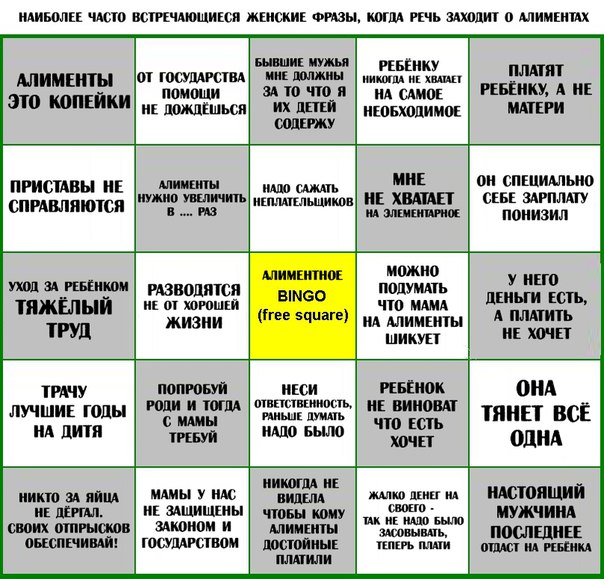 НАИБОЛЕЕ ЧАСТО ВСТРЕЧАЮЩИЕСЯ ЖЕНСКИЕ ФРАЗЫ, КОГДА РЕЧЬ ЗАХОДИТ О АЛИМЕНТАХ
АЛИМЕНТЫ
ЭТО КОПЕЙКИ
ОТ ГОСУДАРСТВА
ПОМОЩИ
НЕ ДОЖДЁШЬСЯ
БЫВШИЕ МУЖЬЯ
МНЕ ДОЛЖНЫ
ЗА ТО ЧТО Я
ИХ ДЕТЕЙ
СОДЕРЖУ
РЕБЁНКУ
НИКОГДА НЕ ХВАТАЕТ
НА САМОЕ
НЕОБХОДИМОЕ
ПЛАТЯТ
РЕБЁНКУ, А НЕ
МАТЕРИ
ПРИСТАВЫ НЕ
СПРАВЛЯЮТСЯ
АЛИМЕНТЫ
НУЖНО УВЕЛИЧИТЬ
В .... РАЗ
НАДО САЖАТЬ
НЕПЛАТЕЛЬЩИКОВ
МНЕ
НЕ ХВАТАЕТ
НА ЭЛЕМЕНТАРНОЕ
ОН СПЕЦИАЛЬНО
СЕБЕ ЗАРПЛАТУ
ПОНИЗИЛ
УХОД ЗА РЕБЁНКОМ
ТЯЖЁЛЫЙ
ТРУД
РАЗВОДЯТСЯ
НЕ ОТ ХОРОШЕЙ
ЖИЗНИ
АЛИМЕНТНОЕ
BINGO
(free square)
МОЖНО
ПОДУМАТЬ
ЧТО МАМА
НА АЛИМЕНТЫ
ШИКУЕТ
У НЕГО
ДЕНЬГИ ЕСТЬ,
А ПЛАТИТЬ
НЕ ХОЧЕТ
ТРАЧУ
ЛУЧШИЕ ГОДЫ
НА ДИТЯ
ПОПРОБУЙ
РОДИ И ТОГДА
С МАМЫ
ТРЕБУЙ
НЕСИ
ОТВЕТСТВЕННОСТЬ,
РАНЬШЕ ДУМАТЬ
НАДО БЫЛО
РЕБЁНОК
НЕ ВИНОВАТ
ЧТО ЕСТЬ
ХОЧЕТ
ОНА
ТЯНЕТ ВСЁ
ОДНА
НИКТО ЗА ЯЙЦА
НЕ ДЁРГАЛ.
СВОИХ ОТПРЫСКОВ
ОБЕСПЕЧИВАЙ!
МАМЫ У НАС
НЕ ЗАЩИЩЕНЫ
ЗАКОНОМ И
ГОСУДАРСТВОМ
НИКОГДА НЕ
ВИДЕЛА
ЧТОБЫ КОМУ
АЛИМЕНТЫ
ДОСТОЙНЫЕ
ПЛАТИЛИ
ЖАЛКО ДЕНЕГ НА
СВОЕГО -
ТАК НЕ НАДО БЫЛО
ЗАСОВЫВАТЬ,
ТЕПЕРЬ ПЛАТИ
НАСТОЯЩИЙ
МУЖЧИНА
ПОСЛЕДНЕЕ
ОТДАСТ НА РЕБЁНКА